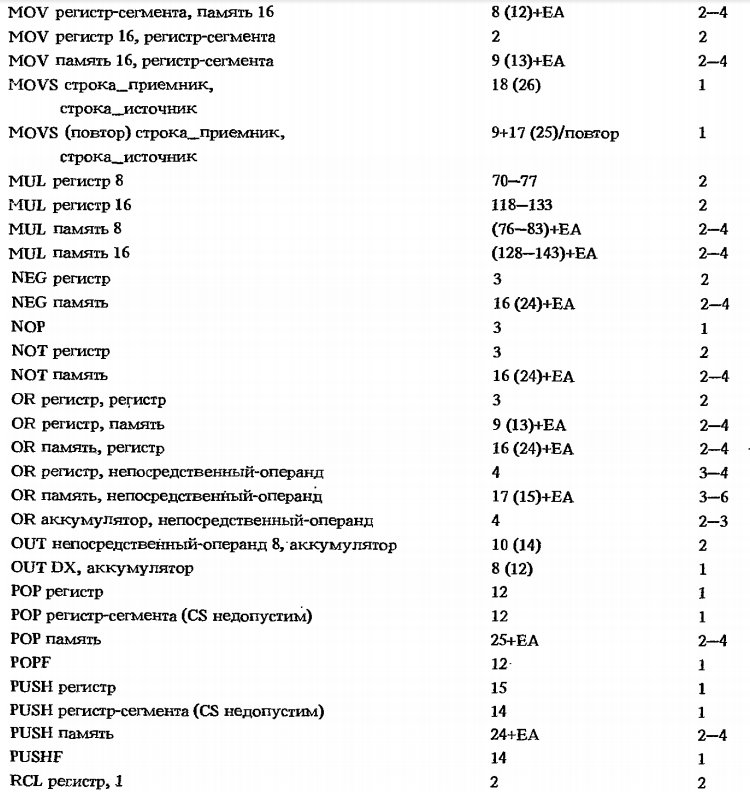 MOV регистр-сегмента, память 16 8 (12)+EA 2—4
MOV регистр 16, регистр-сегмента 2 2
MOV память 16, регистр-сегмента 9 (13)+EA 2—4
MOVS строка_приемник, 18 (26) 1
строка_источник
MOVS (повтор) строка_приемник, 9+17 (25)/повтор 1
строка_источник
MUL регистр 8 70—77 2
MUL регистр 16 118—133 2
MUL память 8 (76—83)+EA 2—4
MUL память 16 (128—143)+EA 2—4
NEG регистр 3 2
NEG память 16 (24)+EA 2—4
NOP 3 1
NOT регистр 3 2
NOT память 16 (24)+EA 2—4
OR регистр, регистр 3 2
OR регистр, память 9 (13)+EA 2—4
OR память, регистр 16 (24)+EA 2—4
OR регистр, непосредственный-операнд 4 3—4
OR память, непосредственный-операнд 17 (15)+EA 3—6
OR аккумулятор, непосредственный-операнд 4 2—3
OUT непосредственный-операнд 8, аккумулятор 10 (14) 2
OUT DX, аккумулятор 8 (12) 1
POP регистр 12 1
POP регистр-сегмента (CS недопустим) 12 1
POP память 25+EA 2—4
POPF 12 1
PUSH регистр 15 1
PUSH регистр-сегмента (CS недопустим) 14 1
PUSH память 24+EA 2—4
PUSHF 14 1
RCL регистр, 1 2 2